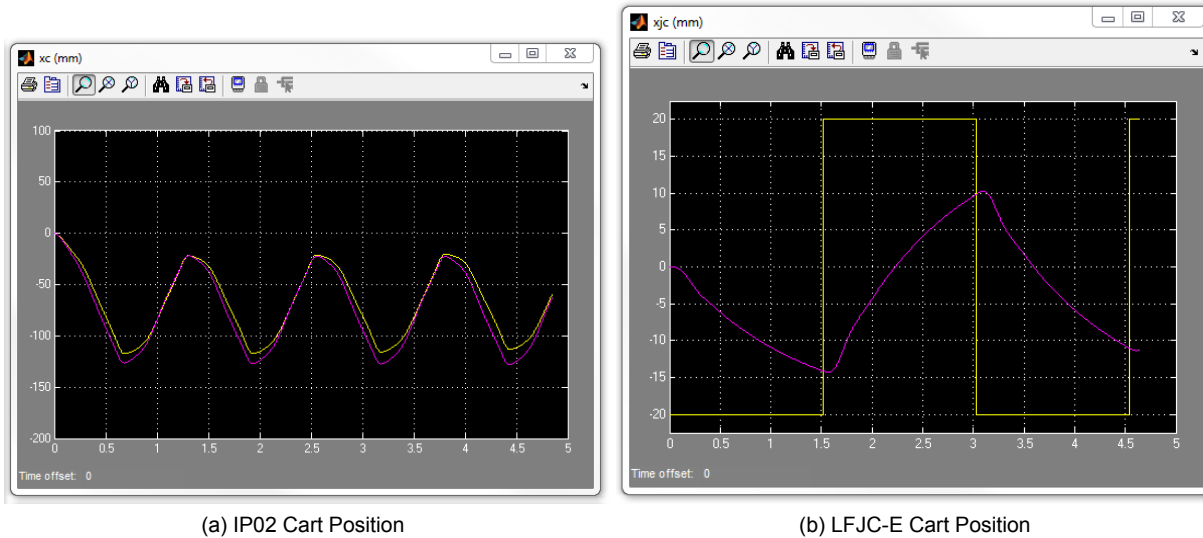 xc (mm)
100
50
0
-50
-100
-150
-200
0 0.5 1 1.5 2 2.5 3 3.5 4 4.5 5
Time offset: 0
(a) IP02 Cart Position
xjc (mm)
20
15
10
5
0
-5
-10
-15
-20
0 0.5 1 1.5 2 2.5 3 3.5 4 4.5 5
Time offset: 0
(b) LFJC-E Cart Position